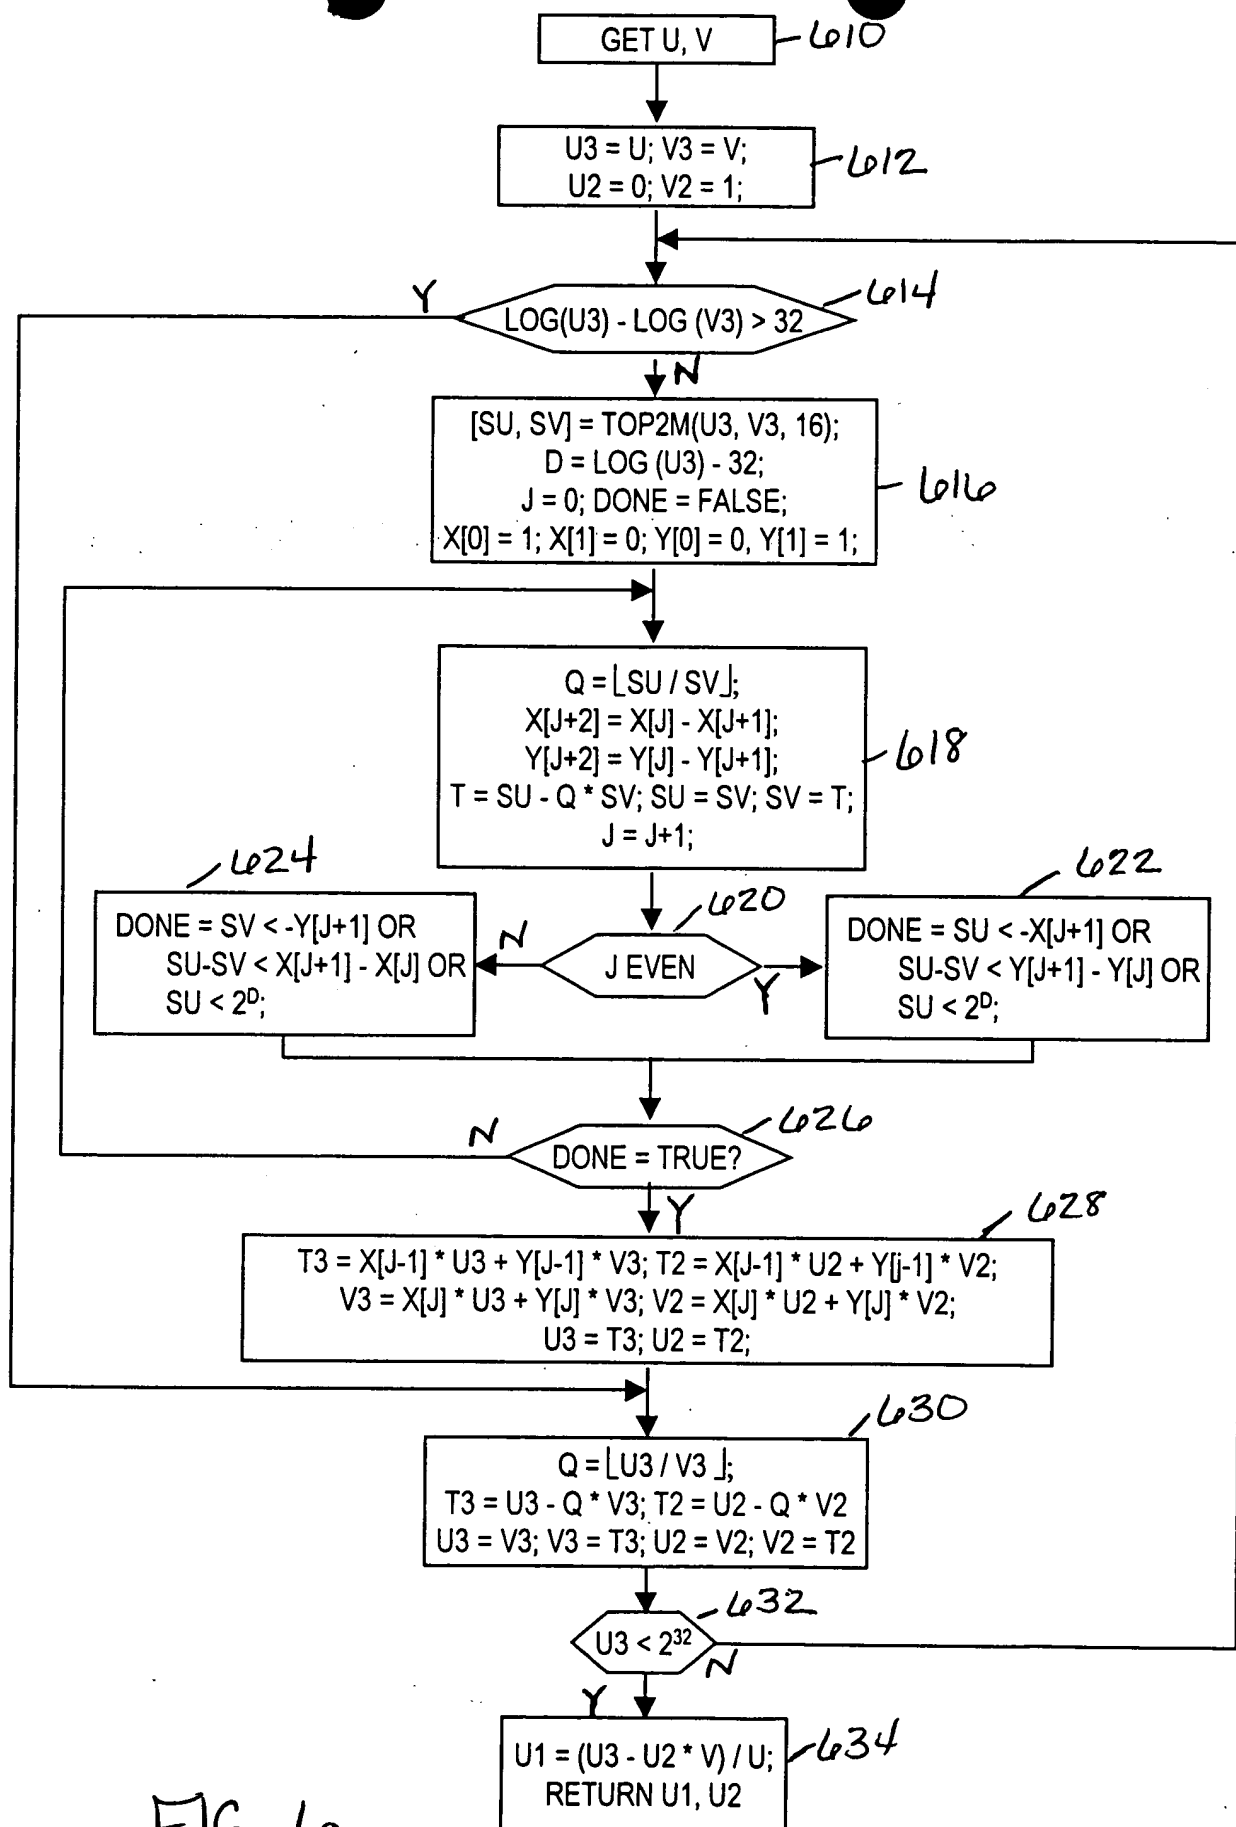 GET U, V
610
U3 = U; V3 = V;
U2 = 0; V2 = 1;
612
Y
LOG(U3) - LOG (V3) > 32
614
N
[SU, SV] = TOP2M(U3, V3, 16);
D = LOG (U3) - 32;
J = 0; DONE = FALSE;
X[0] = 1; X[1] = 0; Y[0] = 0, Y[1] = 1;
616
Q = ⌊SU / SV⌋;
X[J+2] = X[J] - X[J+1];
Y[J+2] = Y[J] - Y[J+1];
T = SU - Q * SV; SU = SV; SV = T;
J = J+1;
618
624
DONE = SV < -Y[J+1] OR
SU-SV < X[J+1] - X[J] OR
SU < 2ᴰ;
N
J EVEN
620
Y
622
DONE = SU < -X[J+1] OR
SU-SV < Y[J+1] - Y[J] OR
SU < 2ᴰ;
N
DONE = TRUE?
626
Y
628
T3 = X[J-1] * U3 + Y[J-1] * V3; T2 = X[J-1] * U2 + Y[j-1] * V2;
V3 = X[J] * U3 + Y[J] * V3; V2 = X[J] * U2 + Y[J] * V2;
U3 = T3; U2 = T2;
630
Q = ⌊U3 / V3 ⌋;
T3 = U3 - Q * V3; T2 = U2 - Q * V2
U3 = V3; V3 = T3; U2 = V2; V2 = T2
632
U3 < 2³²
N
Y
U1 = (U3 - U2 * V) / U;
RETURN U1, U2
634
FIG. 6